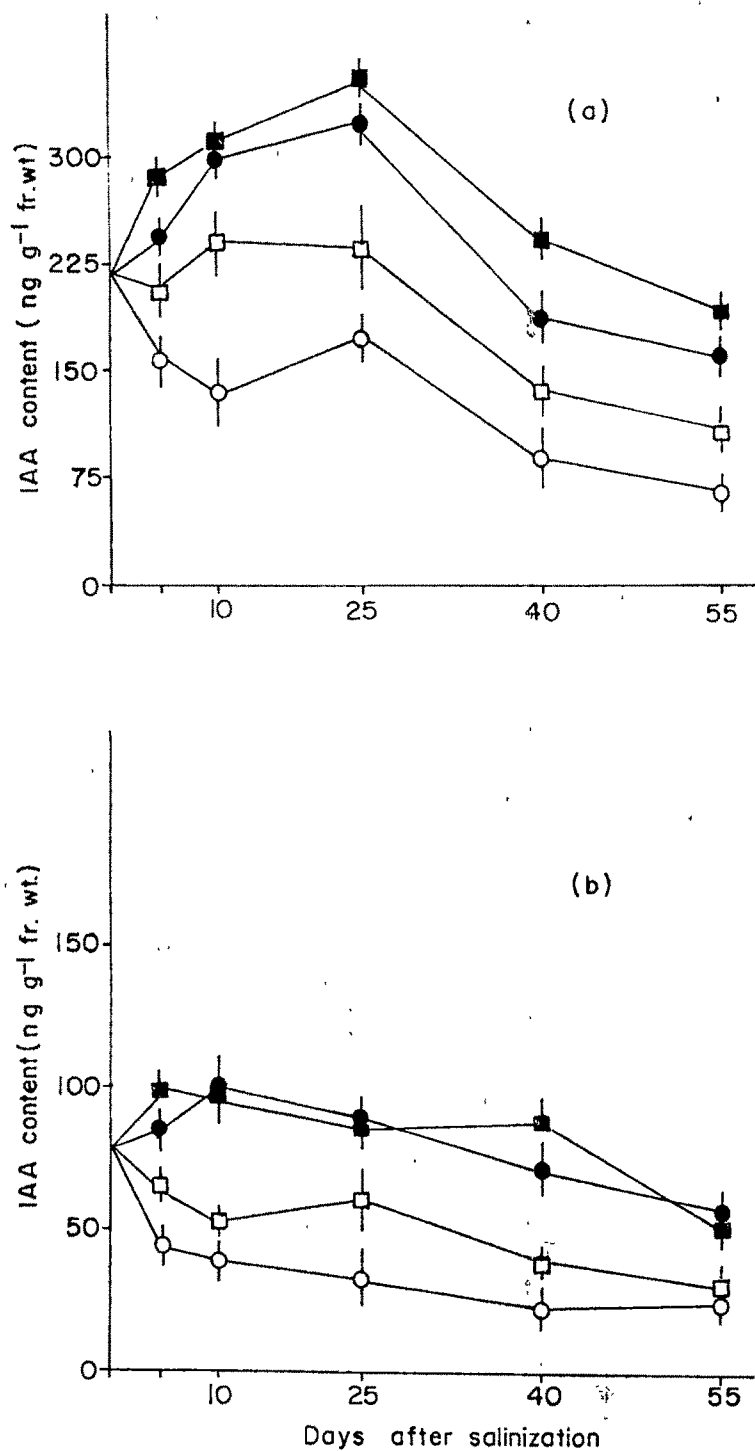 (a)
IAA content ( ng g⁻¹ fr.wt)
300
225
150
75
0
10 25 40 55
(b)
IAA content (ng g⁻¹ fr. wt.)
150
100
50
0
10 25 40 55
Days after salinization